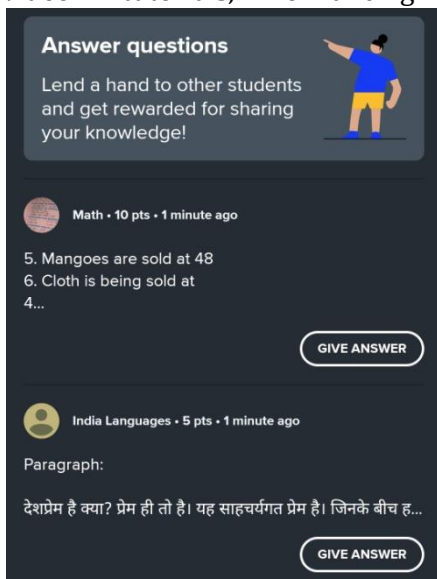 Answer questions
Lend a hand to other students
and get rewarded for sharing
your knowledge!
Math • 10 pts • 1 minute ago
5. Mangoes are sold at 48
6. Cloth is being sold at
4...
GIVE ANSWER
India Languages • 5 pts • 1 minute ago
Paragraph:
देशप्रेम है क्या? प्रेम ही तो है। यह साहचर्यगत प्रेम है। जिनके बीच ह...
GIVE ANSWER